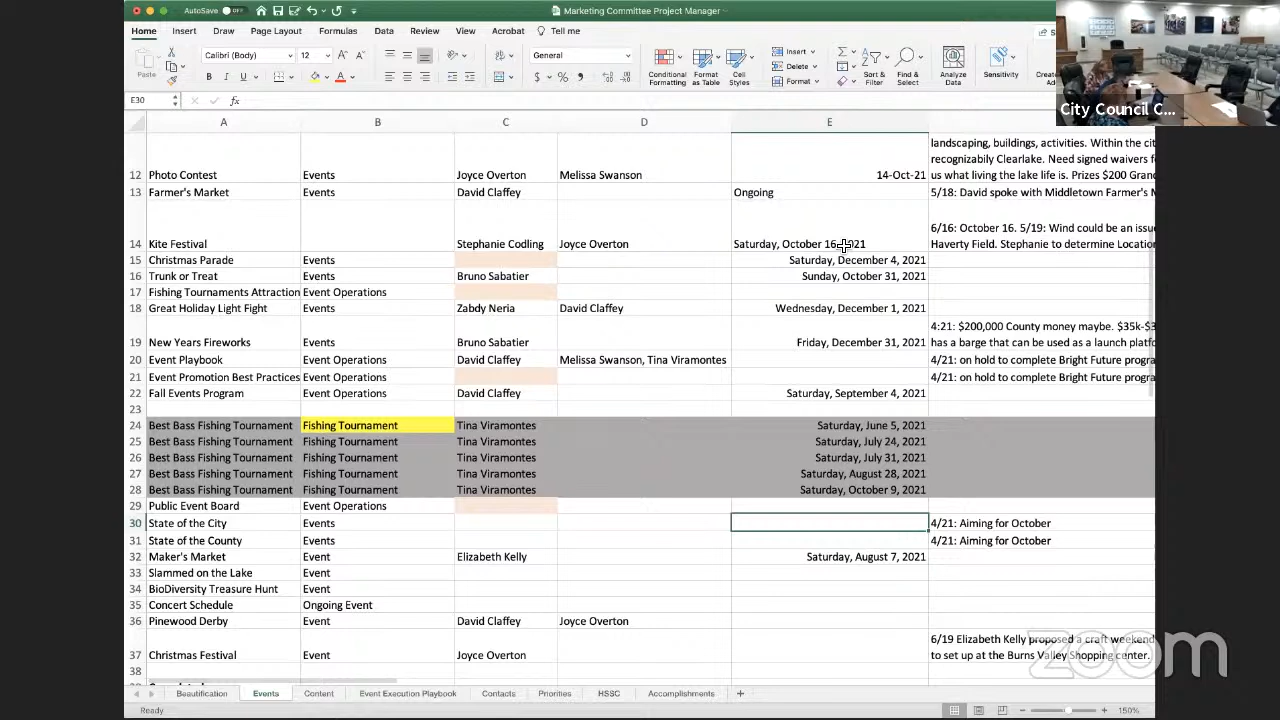 AutoSave OFF
Marketing Committee Project Manager
Home Insert Draw Page Layout Formulas Data Review View Acrobat Tell me
Paste
Calibri (Body) 12
B I U
General
$ %
Conditional Formatting
Format as Table
Cell Styles
Insert
Delete
Format
Sort & Filter
Find & Select
Analyze Data
Sensitivity
City Council C...
E30 fx
A B C D E
landscaping, buildings, activities. Within the cit
recognizabily Clearlake. Need signed waivers f
12 Photo Contest Events Joyce Overton Melissa Swanson 14-Oct-21 us what living the lake life is. Prizes $200 Gran
13 Farmer's Market Events David Claffey Ongoing 5/18: David spoke with Middletown Farmer's
6/16: October 16. 5/19: Wind could be an issu
14 Kite Festival Stephanie Codling Joyce Overton Saturday, October 16, 2021 Haverty Field. Stephanie to determine Location
15 Christmas Parade Events Saturday, December 4, 2021
16 Trunk or Treat Events Bruno Sabatier Sunday, October 31, 2021
17 Fishing Tournaments Attraction Event Operations
18 Great Holiday Light Fight Events Zabdy Neria David Claffey Wednesday, December 1, 2021
4:21: $200,000 County money maybe. $35k-$3
19 New Years Fireworks Events Bruno Sabatier Friday, December 31, 2021 has a barge that can be used as a launch platf
20 Event Playbook Event Operations David Claffey Melissa Swanson, Tina Viramontes 4/21: on hold to complete Bright Future progra
21 Event Promotion Best Practices Event Operations 4/21: on hold to complete Bright Future progra
22 Fall Events Program Event Operations David Claffey Saturday, September 4, 2021
23
24 Best Bass Fishing Tournament Fishing Tournament Tina Viramontes Saturday, June 5, 2021
25 Best Bass Fishing Tournament Fishing Tournament Tina Viramontes Saturday, July 24, 2021
26 Best Bass Fishing Tournament Fishing Tournament Tina Viramontes Saturday, July 31, 2021
27 Best Bass Fishing Tournament Fishing Tournament Tina Viramontes Saturday, August 28, 2021
28 Best Bass Fishing Tournament Fishing Tournament Tina Viramontes Saturday, October 9, 2021
29 Public Event Board Event Operations
30 State of the City Events 4/21: Aiming for October
31 State of the County Events 4/21: Aiming for October
32 Maker's Market Event Elizabeth Kelly Saturday, August 7, 2021
33 Slammed on the Lake Event
34 BioDiversity Treasure Hunt Event
35 Concert Schedule Ongoing Event
36 Pinewood Derby Event David Claffey Joyce Overton
6/19 Elizabeth Kelly proposed a craft weekend
37 Christmas Festival Event Joyce Overton to set up at the Burns Valley Shopping center.
38
zoom
Beautification Events Content Event Execution Playbook Contacts Priorities HSSC Accomplishments +
Ready 150%